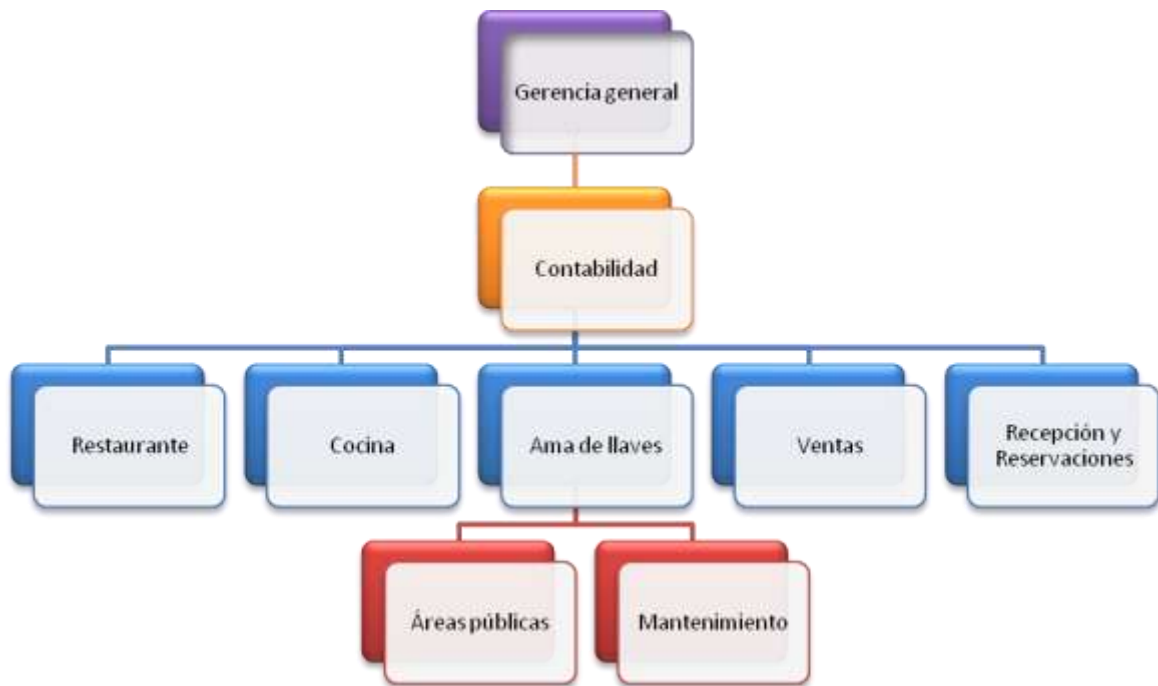 Gerencia general
Contabilidad
Restaurante
Cocina
Ama de llaves
Ventas
Recepción y
Reservaciones
Áreas públicas
Mantenimiento